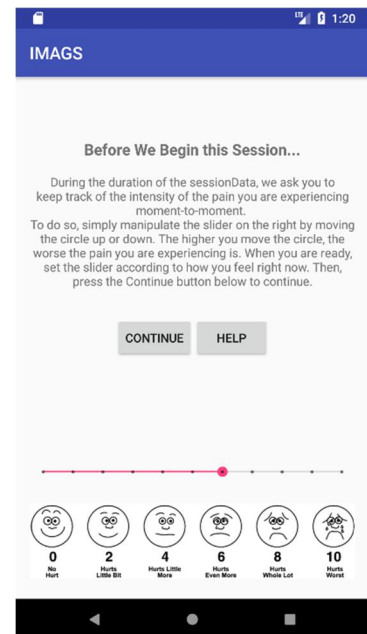 LTE 1:20
IMAGS
Before We Begin this Session...
During the duration of the sessionData, we ask you to
keep track of the intensity of the pain you are experiencing
moment-to-moment.
To do so, simply manipulate the slider on the right by moving
the circle up or down. The higher you move the circle, the
worse the pain you are experiencing is. When you are ready,
set the slider according to how you feel right now. Then,
press the Continue button below to continue.
CONTINUE HELP
0 2 4 6 8 10
No Hurts Hurts Little Hurts Hurts Hurts
Hurt Little Bit More Even More Whole Lot Worst